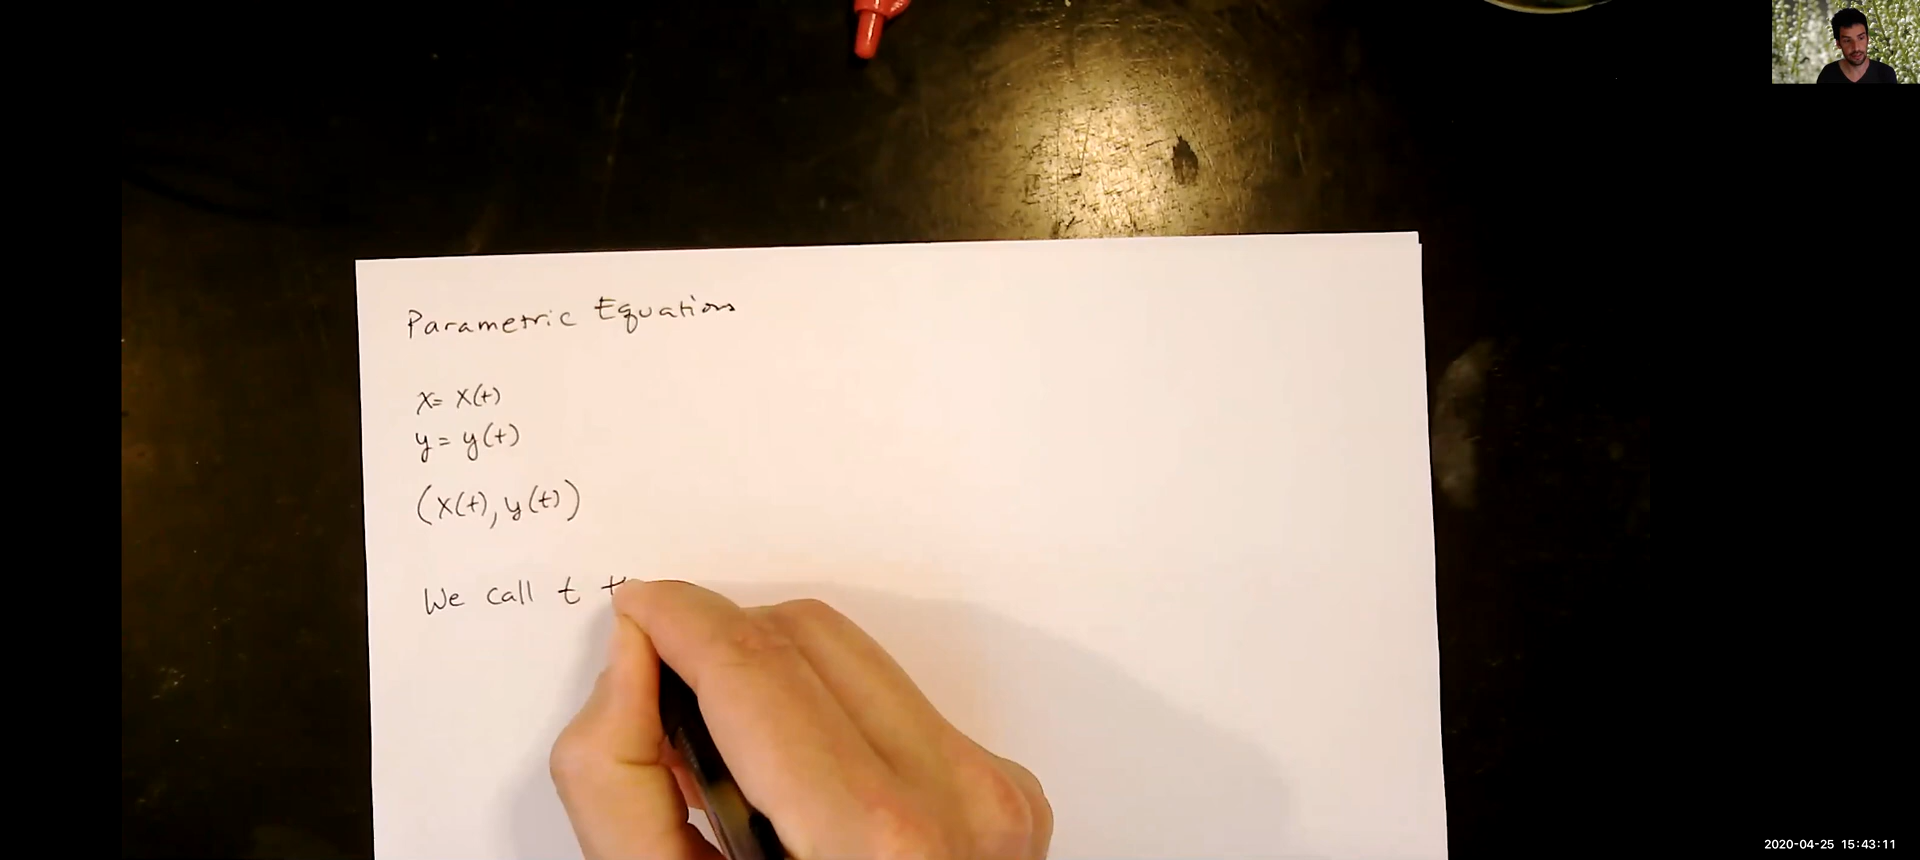 Parametric Equations
x = x(t)
y = y(t)
(x(t), y(t))
We call t
2020-04-25 15:43:11